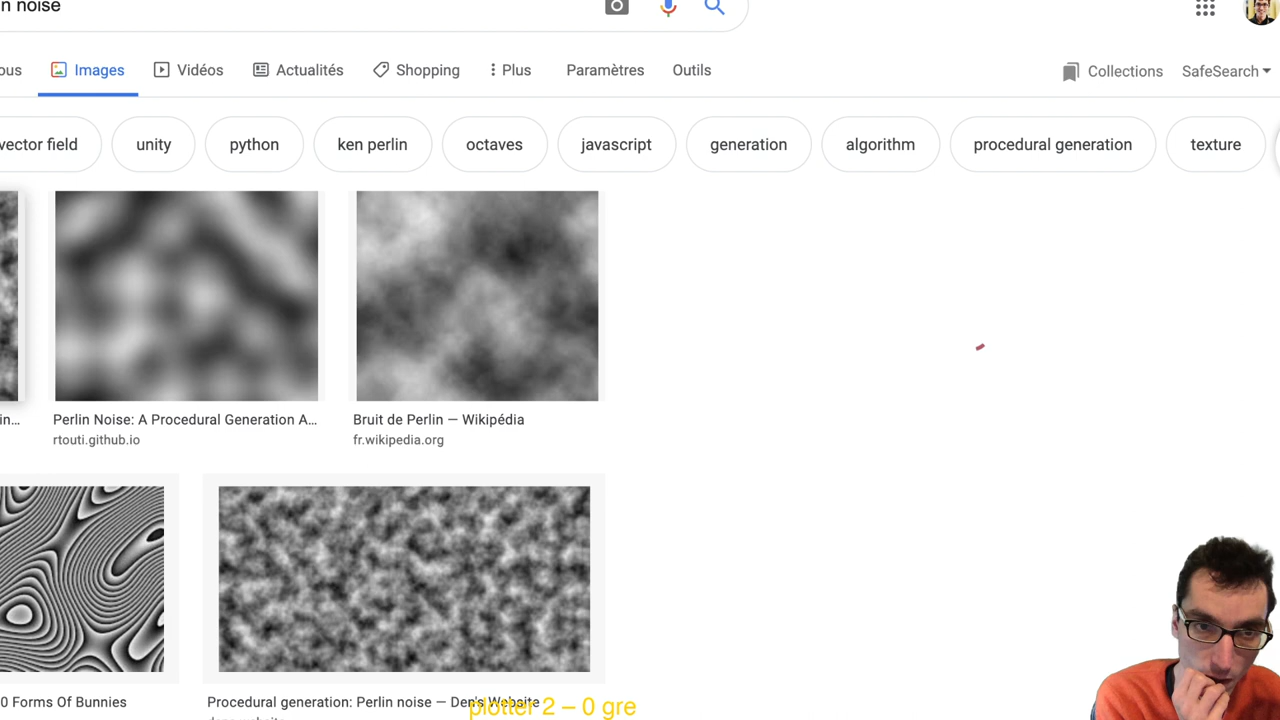 n noise
ous Images Vidéos Actualités Shopping Plus Paramètres Outils Collections SafeSearch
vector field unity python ken perlin octaves javascript generation algorithm procedural generation texture
in... Perlin Noise: A Procedural Generation A... Bruit de Perlin — Wikipédia
rtouti.github.io fr.wikipedia.org
0 Forms Of Bunnies Procedural generation: Perlin noise — Den's Website
plotter 2 – 0 gre